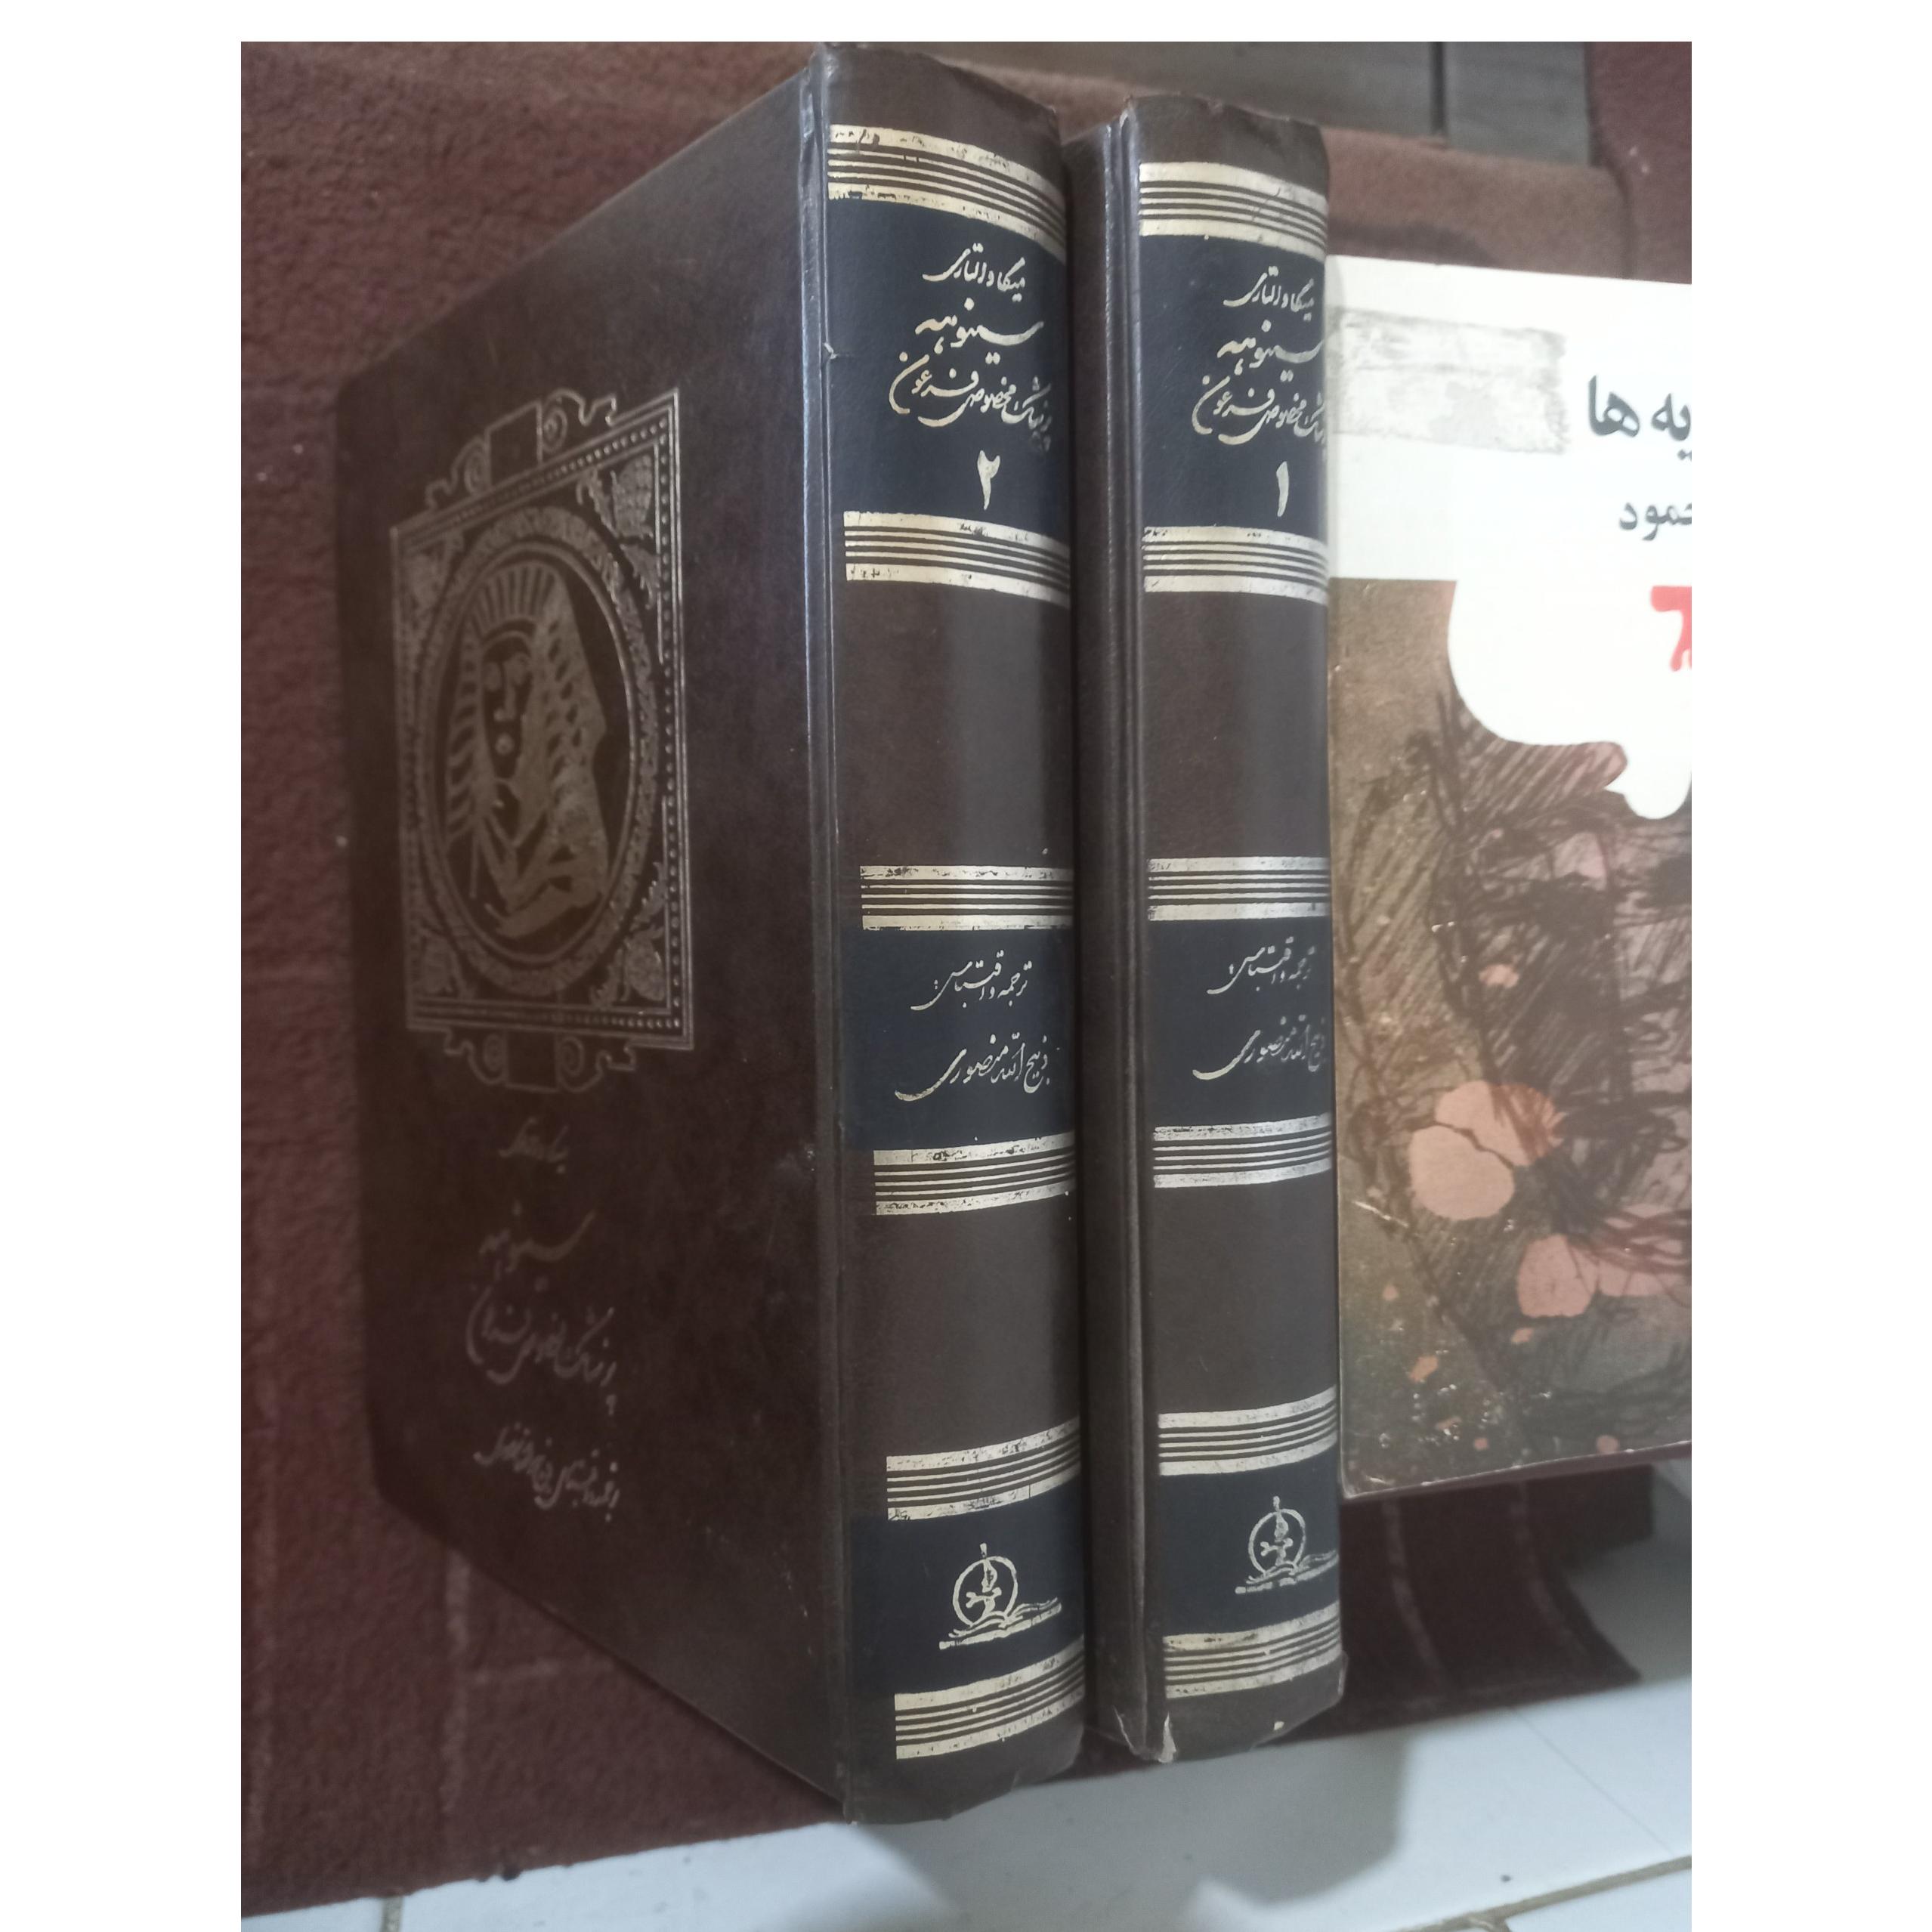 میکا والتاری
سینوهه
پزشک مخصوص فرعون
۲
ترجمه و اقتباس:
ذبیح الله منصوری
میکا والتاری
سینوهه
پزشک مخصوص فرعون
۱
ترجمه و اقتباس:
ذبیح الله منصوری
سینوهه
پزشک مخصوص فرعون
یه ها
حمود